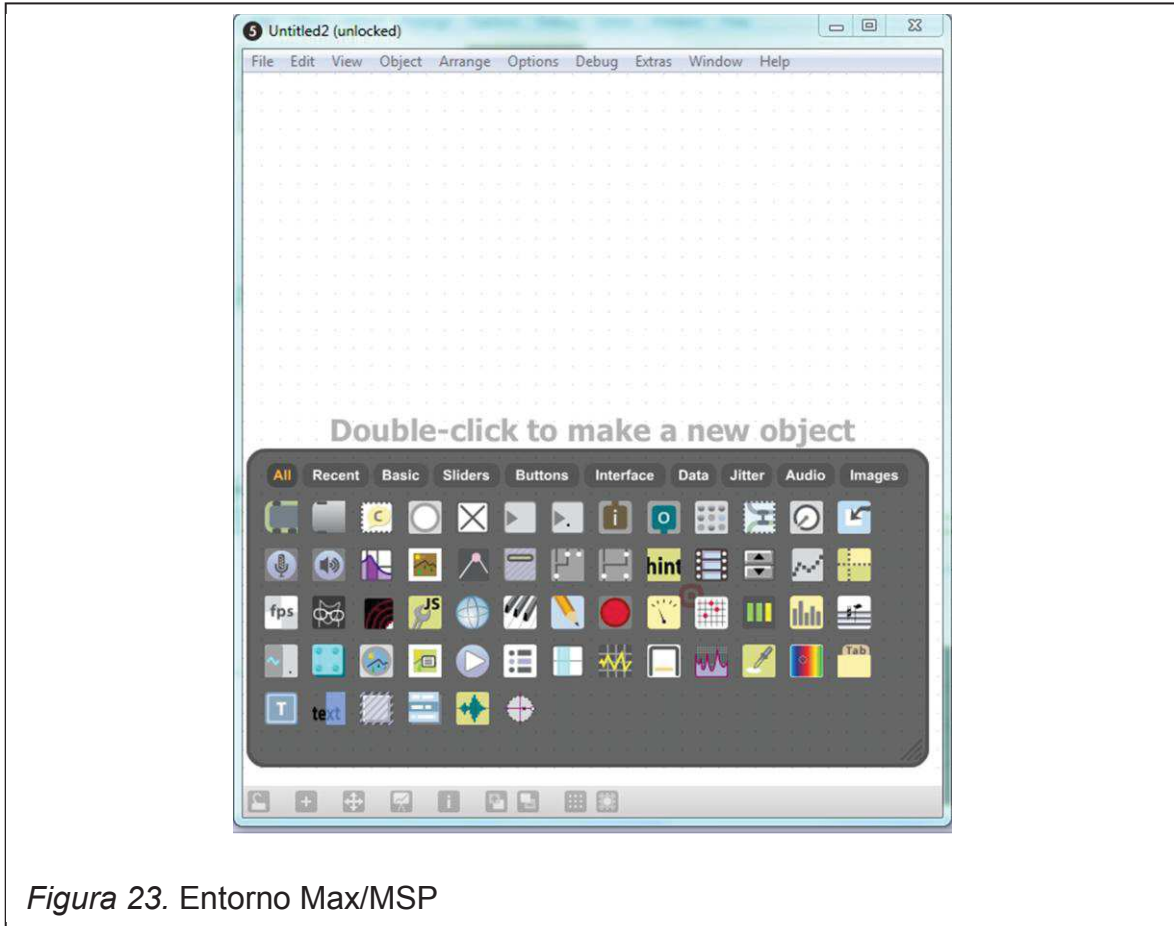 5 Untitled2 (unlocked)
File Edit View Object Arrange Options Debug Extras Window Help
Double-click to make a new object
All Recent Basic Sliders Buttons Interface Data Jitter Audio Images
C i o
hint
fps JS
Tab
T text
i
Figura 23. Entorno Max/MSP